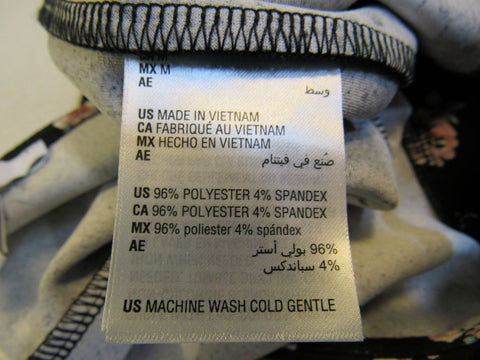 MX M
AE وسط
US MADE IN VIETNAM
CA FABRIQUÉ AU VIETNAM
MX HECHO EN VIETNAM
AE صُنع في فيتنام
US 96% POLYESTER 4% SPANDEX
CA 96% POLYESTER 4% SPANDEX
MX 96% poliester 4% spándex
AE 96% بولي أستر
4% سباندكس
US MACHINE WASH COLD GENTLE